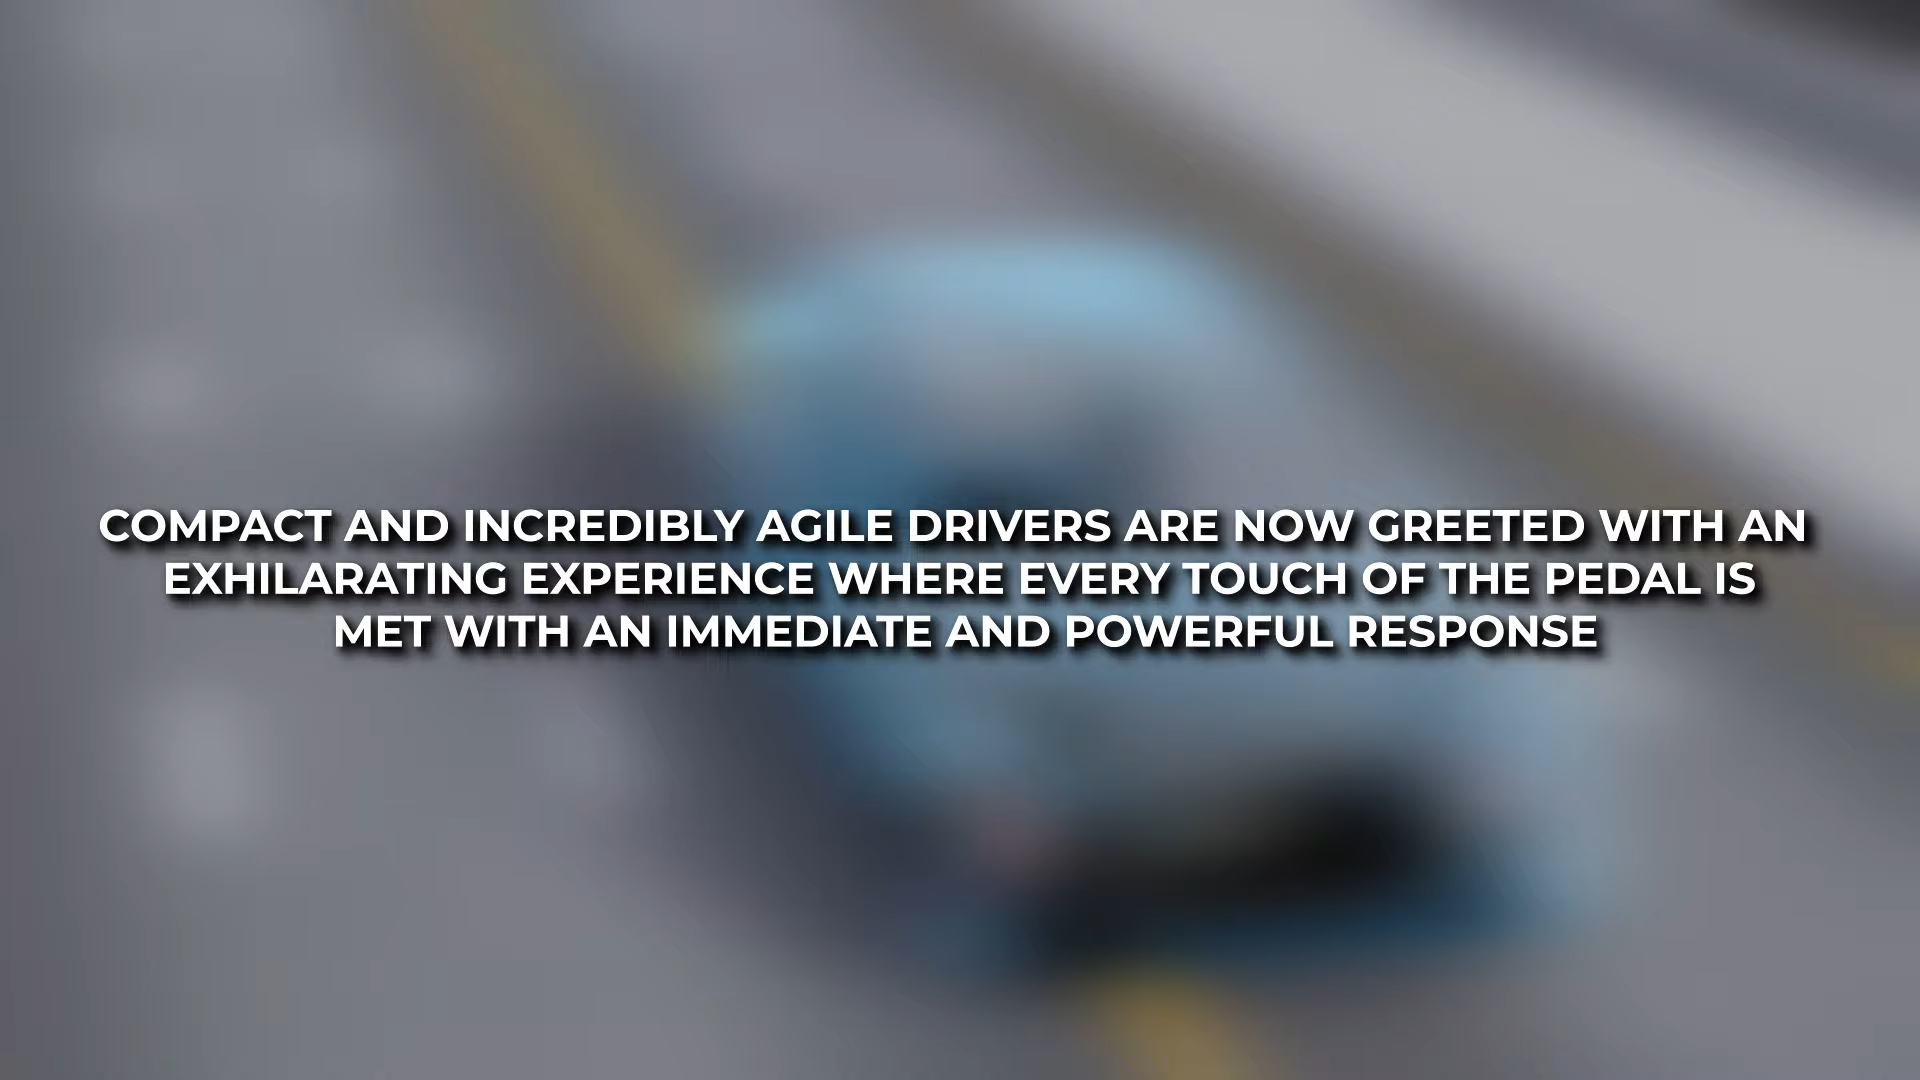 COMPACT AND INCREDIBLY AGILE DRIVERS ARE NOW GREETED WITH AN
EXHILARATING EXPERIENCE WHERE EVERY TOUCH OF THE PEDAL IS
MET WITH AN IMMEDIATE AND POWERFUL RESPONSE